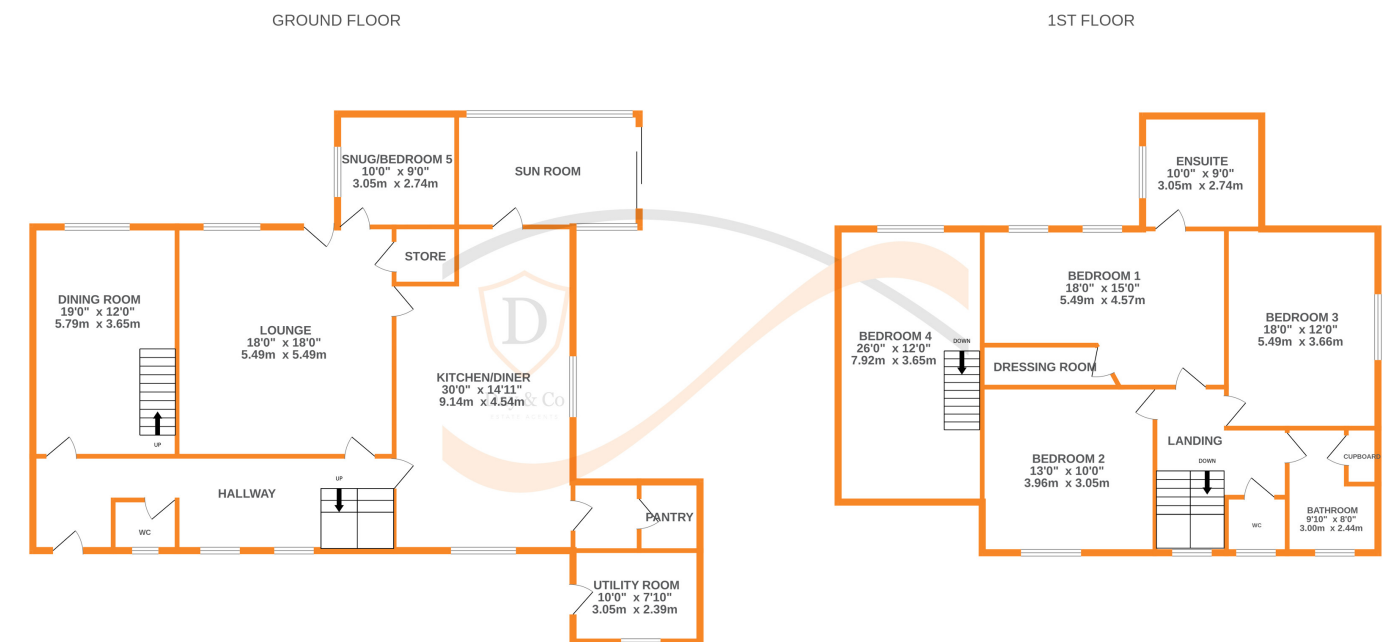 GROUND FLOOR
1ST FLOOR
SNUG/BEDROOM 5
10'0" x 9'0"
3.05m x 2.74m
SUN ROOM
STORE
DINING ROOM
19'0" x 12'0"
5.79m x 3.65m
UP
LOUNGE
18'0" x 18'0"
5.49m x 5.49m
D
KITCHEN/DINER
30'0" x 14'11"
9.14m x 4.54m
& Co
HALLWAY
UP
WC
PANTRY
UTILITY ROOM
10'0" x 7'10"
3.05m x 2.39m
ENSUITE
10'0" x 9'0"
3.05m x 2.74m
BEDROOM 1
18'0" x 15'0"
5.49m x 4.57m
BEDROOM 4
26'0" x 12'0"
7.92m x 3.65m
DOWN
DRESSING ROOM
BEDROOM 3
18'0" x 12'0"
5.49m x 3.66m
BEDROOM 2
13'0" x 10'0"
3.96m x 3.05m
LANDING
DOWN
CUPBOARD
WC
BATHROOM
9'10" x 8'0"
3.00m x 2.44m